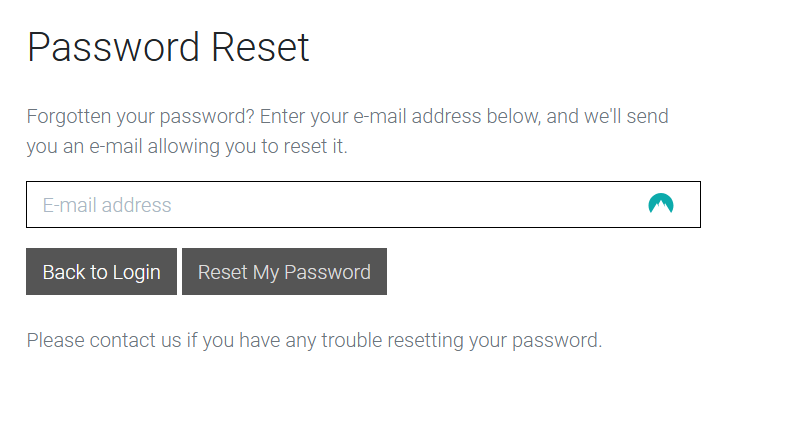 Password Reset
Forgotten your password? Enter your e-mail address below, and we'll send
you an e-mail allowing you to reset it.
E-mail address
Back to Login
Reset My Password
Please contact us if you have any trouble resetting your password.